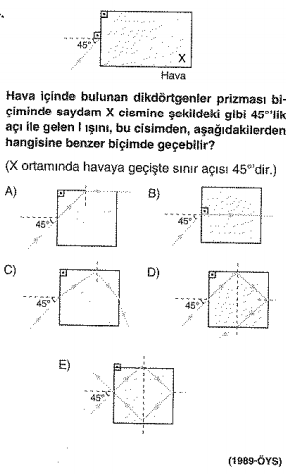 45°
X
Hava
Hava içinde bulunan dikdörtgenler prizması bi-
çiminde saydam X cismine şekildeki gibi 45°'lik
açı ile gelen I ışını, bu cisimden, aşağıdakilerden
hangisine benzer biçimde geçebilir?
(X ortamında havaya geçişte sınır açısı 45°'dir.)
A)
45°
B)
45°
C)
45°
D)
45°
E)
45°
(1989-ÖYS)